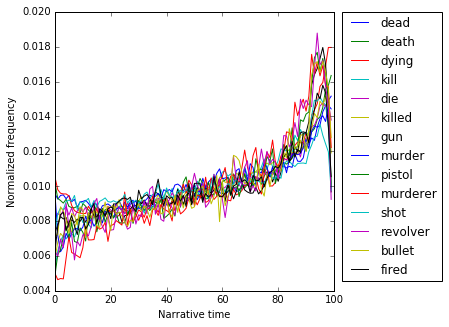 0.020
0.018
0.016
0.014
0.012
0.010
0.008
0.006
0.004
Normalized frequency
0
20
40
60
80
100
Narrative time
dead
death
dying
kill
die
killed
gun
murder
pistol
murderer
shot
revolver
bullet
fired